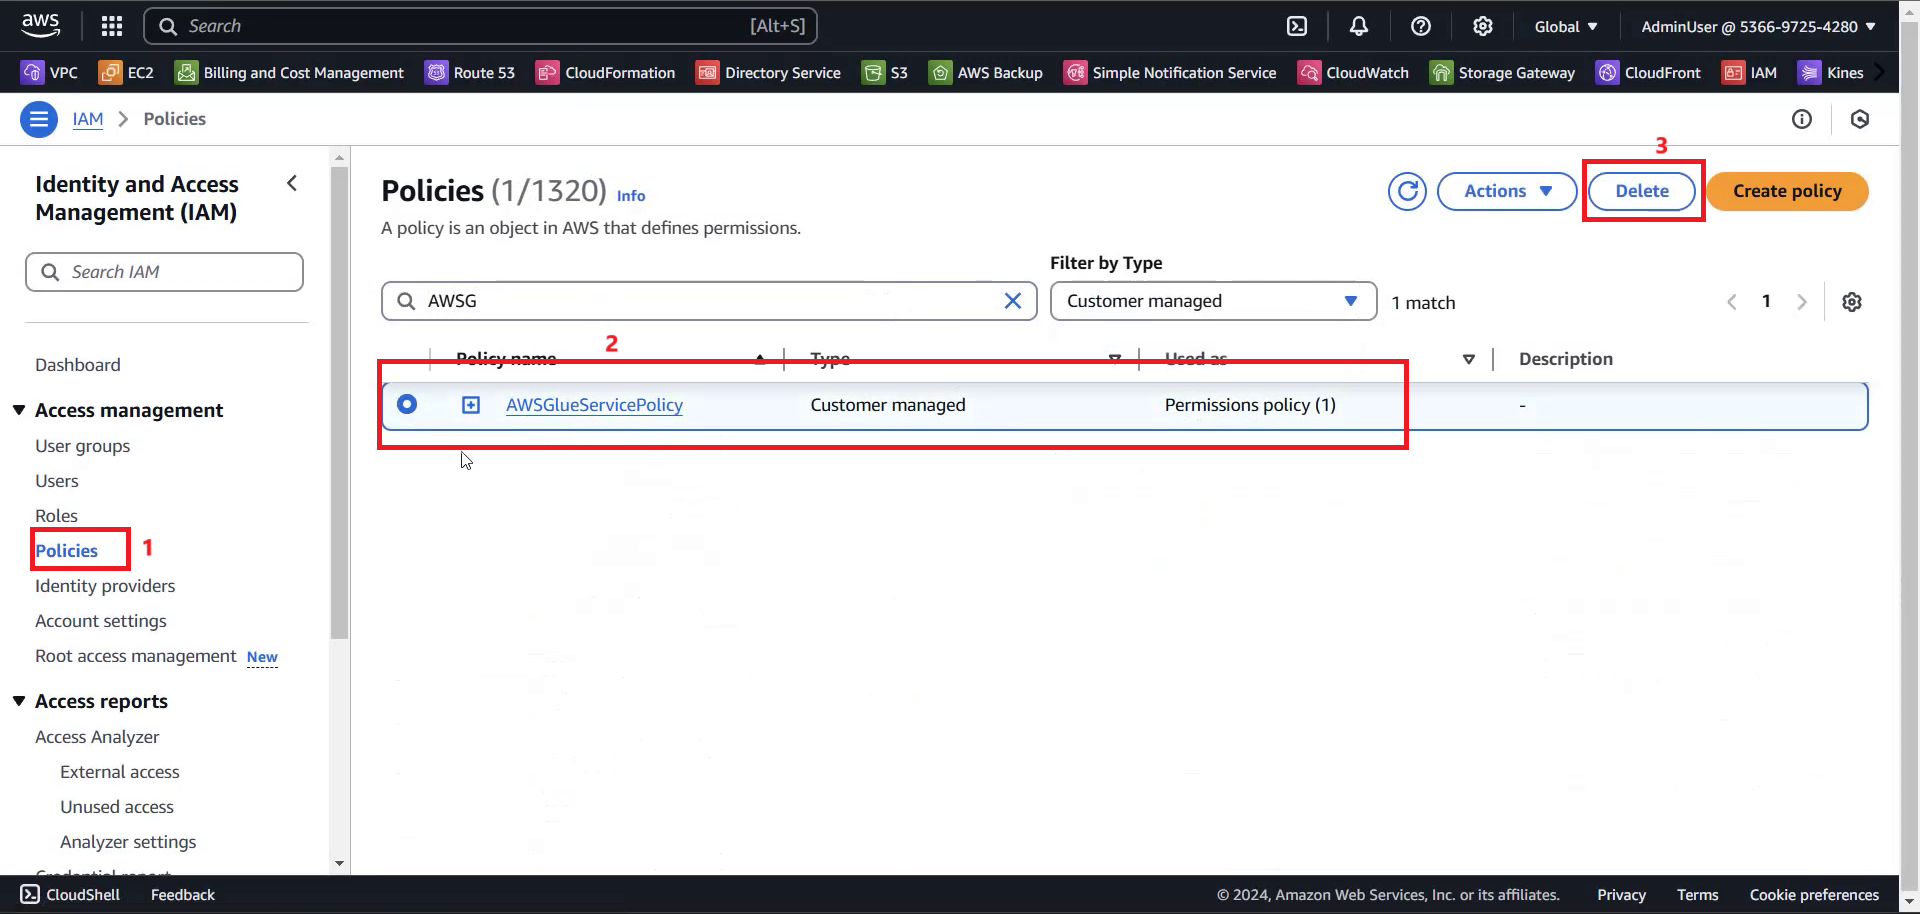 aws
Search [Alt+S] Global AdminUser @ 5366-9725-4280
VPC EC2 Billing and Cost Management Route 53 CloudFormation Directory Service S3 AWS Backup Simple Notification Service CloudWatch Storage Gateway CloudFront IAM Kines
IAM Policies
3
Identity and Access
Management (IAM)
Search IAM
Dashboard
Access management
User groups
Users
Roles
Policies 1
Identity providers
Account settings
Root access management New
Access reports
Access Analyzer
External access
Unused access
Analyzer settings
Credential report
Policies (1/1320) Info
Actions Delete Create policy
A policy is an object in AWS that defines permissions.
Filter by Type
AWSG Customer managed 1 match 1
2
Policy name Type Used as Description
AWSGlueServicePolicy Customer managed Permissions policy (1) -
CloudShell Feedback © 2024, Amazon Web Services, Inc. or its affiliates. Privacy Terms Cookie preferences